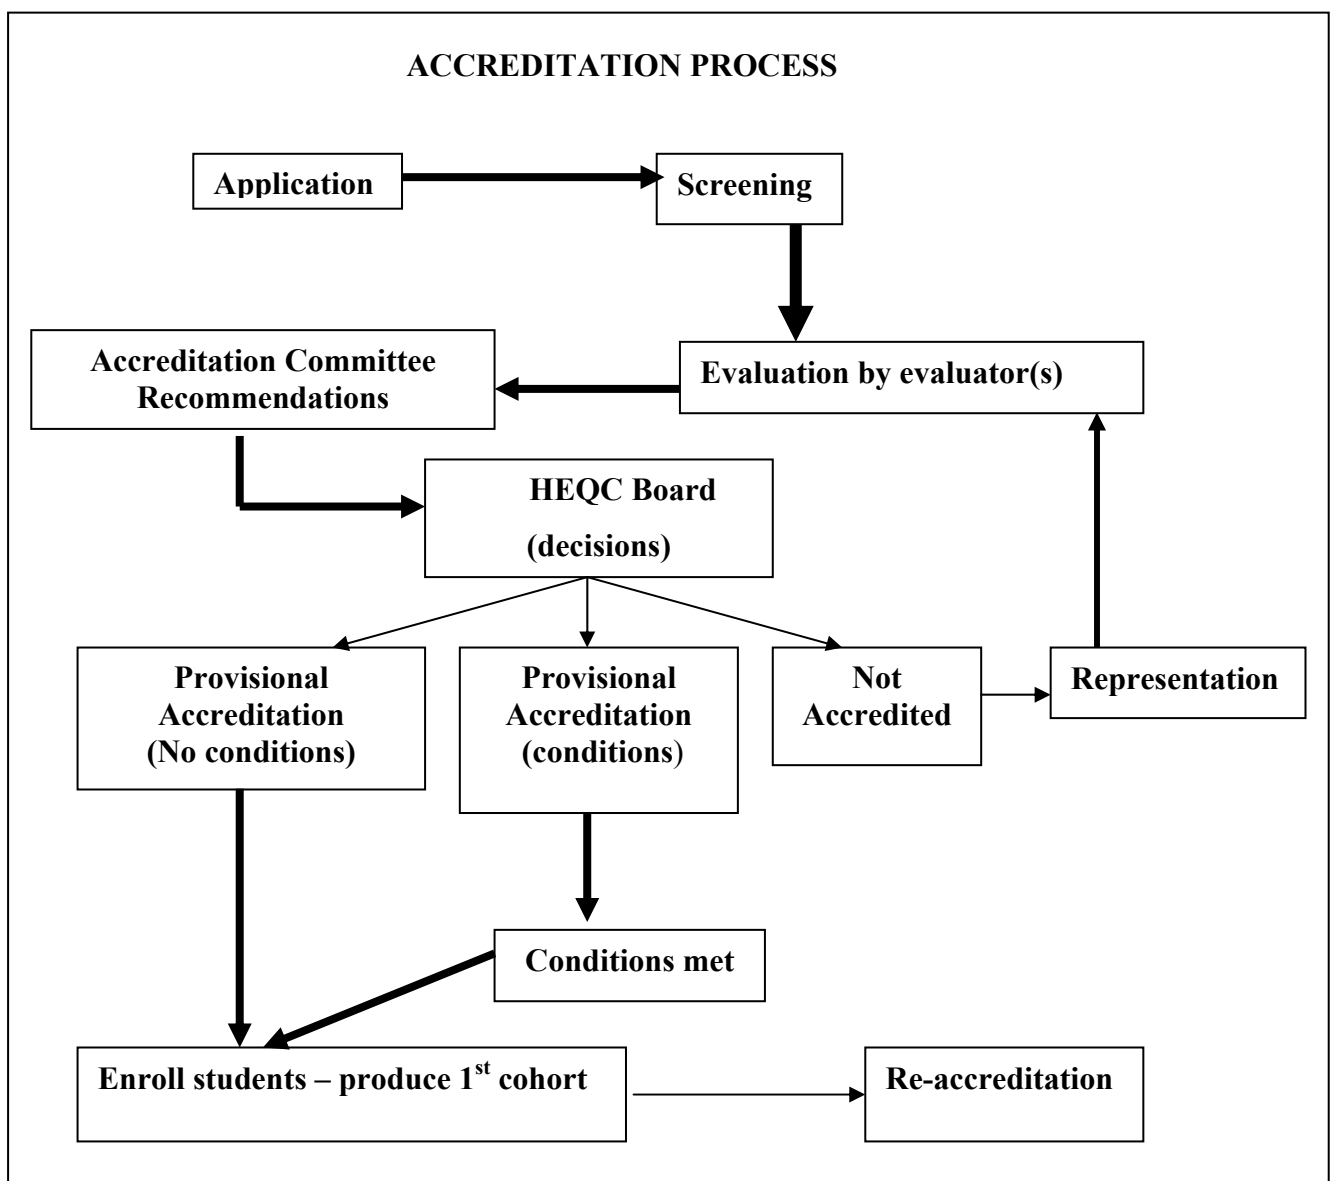 ACCREDITATION PROCESS
Application
Screening
Evaluation by evaluator(s)
Accreditation Committee
Recommendations
HEQC Board
(decisions)
Provisional
Accreditation
(No conditions)
Provisional
Accreditation
(conditions)
Not
Accredited
Representation
Conditions met
Enroll students – produce 1st cohort
Re-accreditation